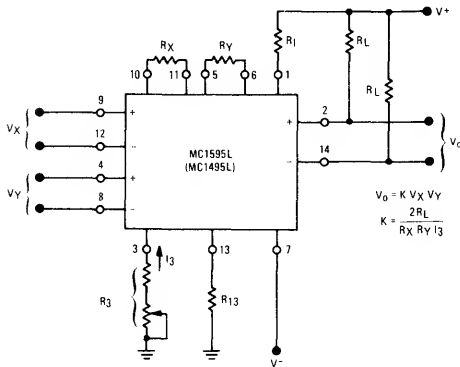 V+
RX
RY
RI
RL
RL
10
11
5
6
1
9
+
2
+
VX
12
-
MC1595L
(MC1495L)
14
-
Vo
4
+
VY
8
-
Vo = K VX VY
K = 2RL
RX RY I3
3
I3
13
7
R3
R13
V-